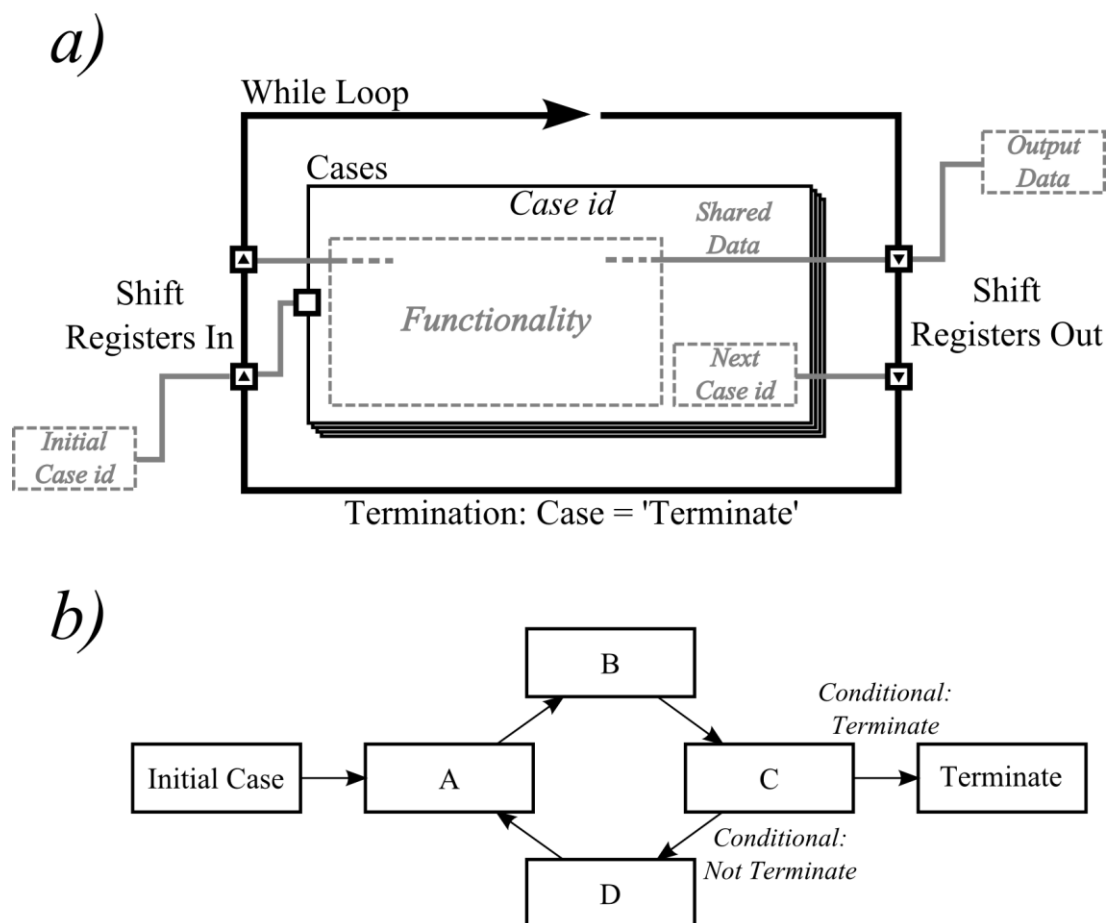 a)
While Loop
Cases
Case id
Shared
Data
Output
Data
Shift
Registers In
Functionality
Shift
Registers Out
Next
Case id
Initial
Case id
Termination: Case = 'Terminate'
b)
B
Conditional:
Terminate
Initial Case
A
C
Terminate
Conditional:
Not Terminate
D